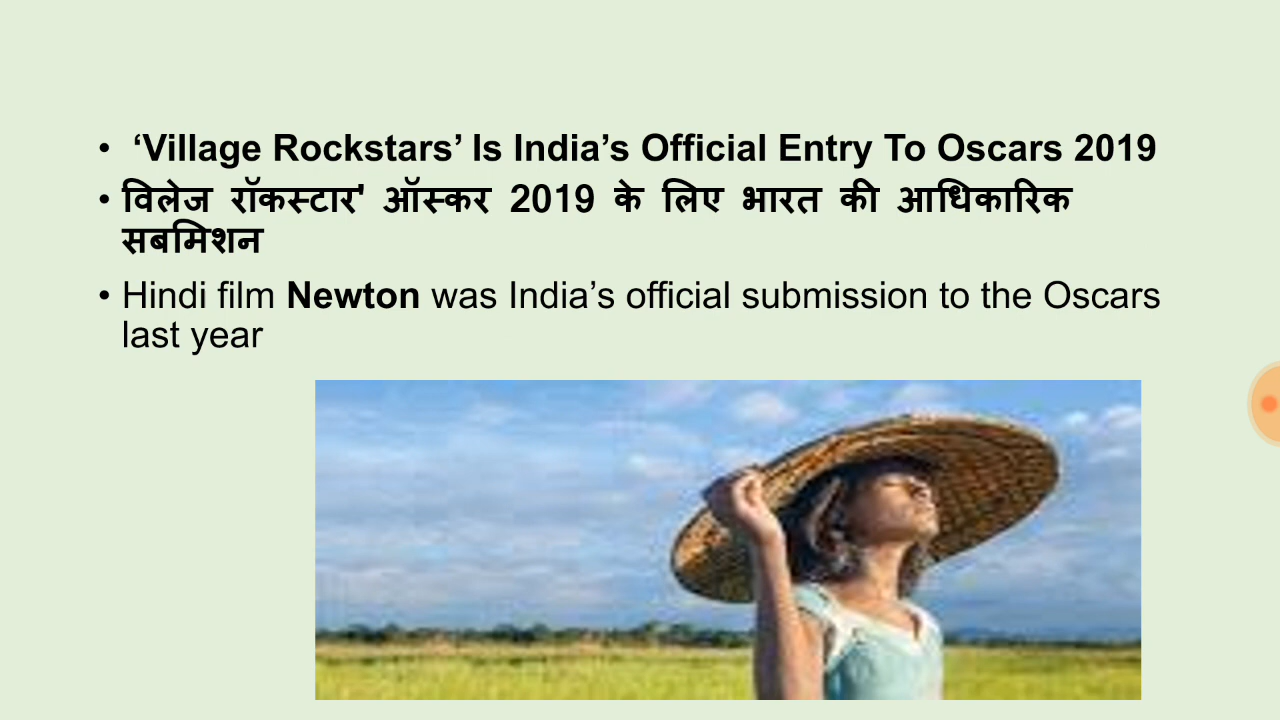 • ‘Village Rockstars’ Is India’s Official Entry To Oscars 2019
• विलेज रॉकस्टार' ऑस्कर 2019 के लिए भारत की आधिकारिक
सबमिशन
• Hindi film Newton was India’s official submission to the Oscars
last year